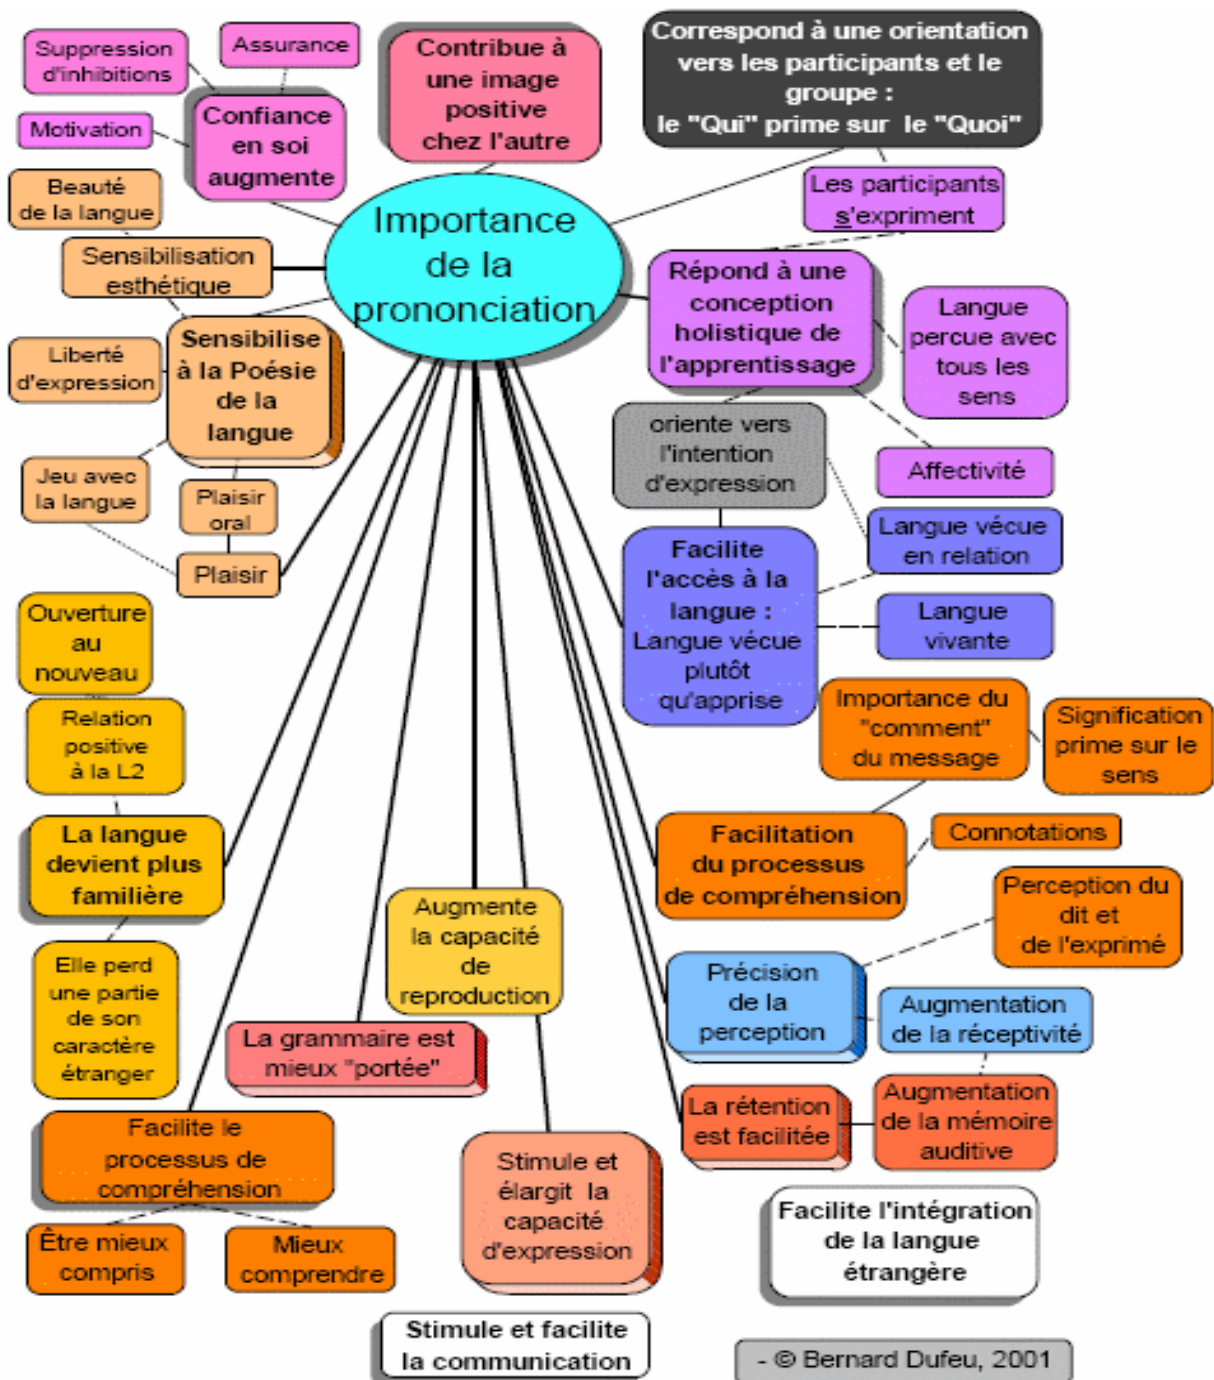 Suppression
d'inhibitions
Assurance
Motivation
Confiance
en soi
augmente
Contribue à
une image
positive
chez l'autre
Correspond à une orientation
vers les participants et le
groupe :
le "Qui" prime sur le "Quoi"
Les participants
s'expriment
Importance
de la
prononciation
Beauté
de la langue
Sensibilisation
esthétique
Sensibilise
à la Poésie
de la
langue
Liberté
d'expression
Jeu avec
la langue
Plaisir
oral
Plaisir
Répond à une
conception
holistique de
l'apprentissage
Langue
percue avec
tous les
sens
Affectivité
oriente vers
l'intention
d'expression
Facilite
l'accès à la
langue :
Langue vécue
plutôt
qu'apprise
Langue vécue
en relation
Langue
vivante
Ouverture
au
nouveau
Relation
positive
à la L2
La langue
devient plus
familière
Elle perd
une partie
de son
caractère
étranger
Importance du
"comment"
du message
Signification
prime sur le
sens
Facilitation
du processus
de compréhension
Connotations
Perception du
dit et
de l'exprimé
Précision
de la
perception
Augmentation
de la réceptivité
Augmente
la capacité
de
reproduction
La grammaire est
mieux "portée"
La rétention
est facilitée
Augmentation
de la mémoire
auditive
Facilite le
processus de
compréhension
Être mieux
compris
Mieux
comprendre
Stimule et
élargit la
capacité
d'expression
Facilite l'intégration
de la langue
étrangère
Stimule et facilite
la communication
- © Bernard Dufeu, 2001